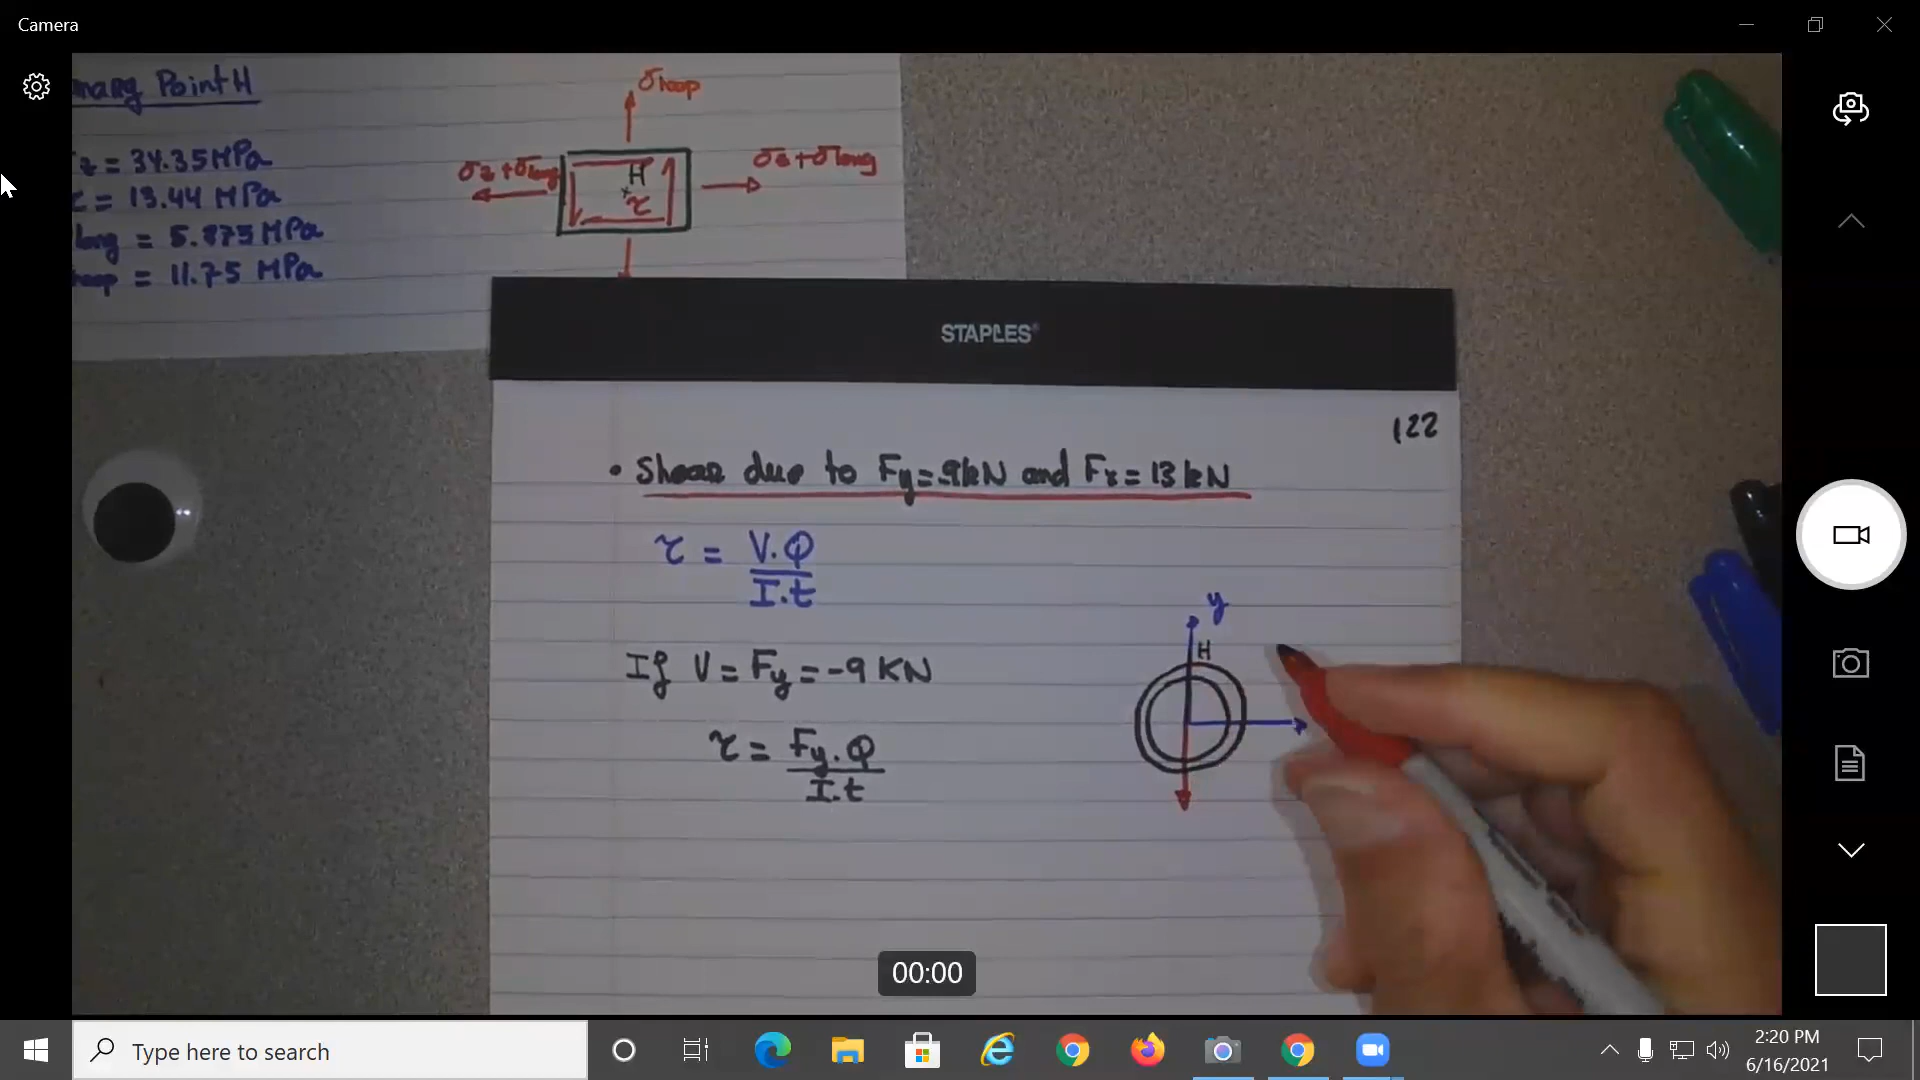 Camera
Point H
= 34.35 MPa
= 13.44 MPa
long = 5.875 MPa
hoop = 11.75 MPa
σhoop
σz+σlong
σz+σlong
H
τ
STAPLES
122
• Shear due to Fy=-9kN and Fx=13kN
τ = V.Q
I.t
If V = Fy = -9 KN
τ = Fy.Q
I.t
y
H
00:00
Type here to search
2:20 PM
6/16/2021